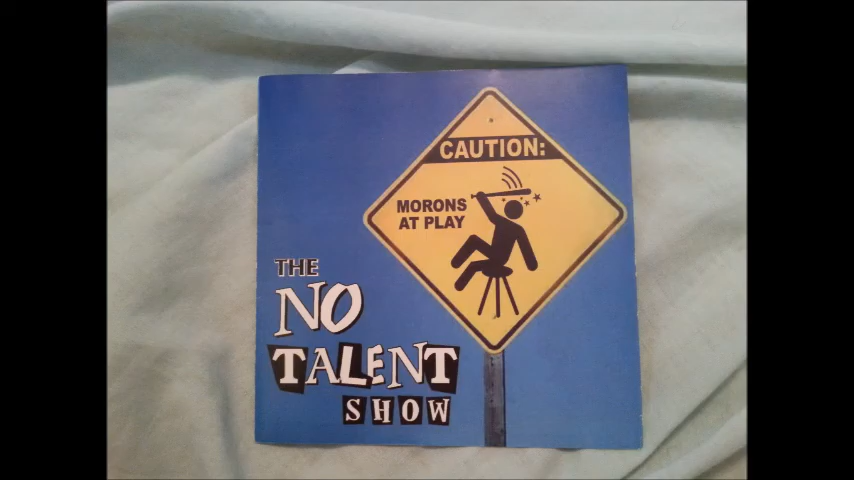 CAUTION:
MORONS
AT PLAY
THE
NO
TALENT
SHOW